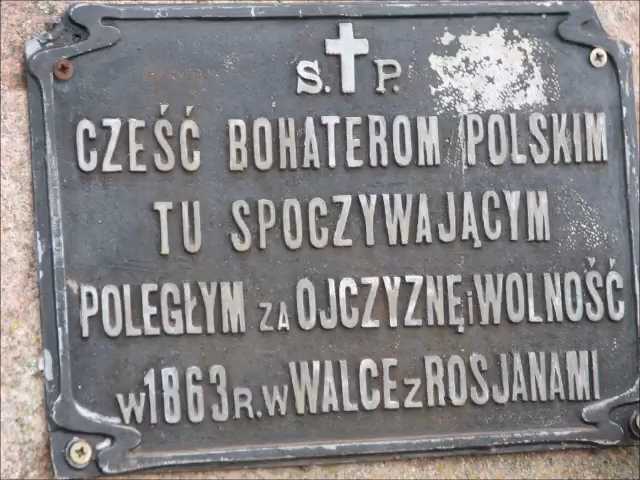 S. P.
CZEŚĆ BOHATEROM POLSKIM
TU SPOCZYWAJĄCYM
POLEGŁYM ZA OJCZYZNĘ i WOLNOŚĆ
W 1863 R. W WALCE Z ROSJANAMI